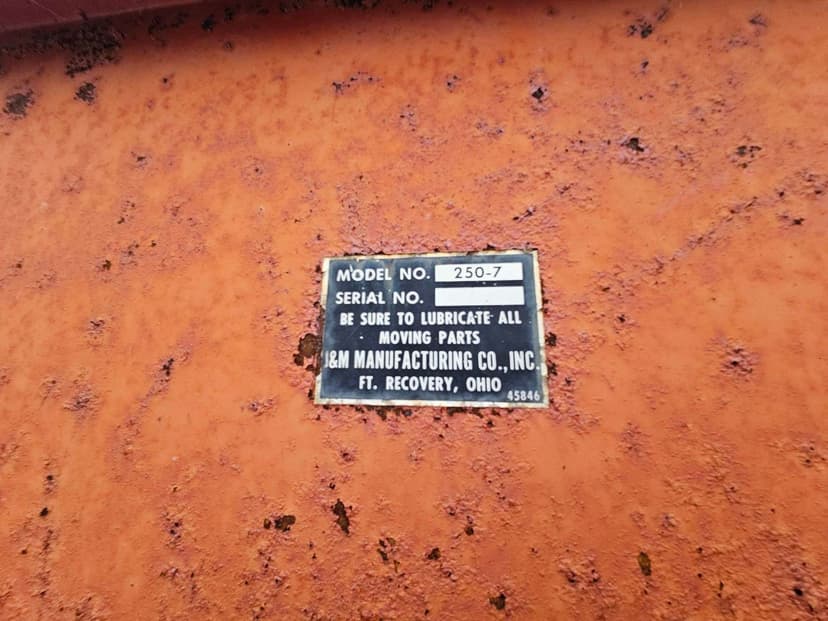 MODEL NO. 250-7
SERIAL NO.
BE SURE TO LUBRICATE ALL
MOVING PARTS
J&M MANUFACTURING CO., INC.
FT. RECOVERY, OHIO
45846